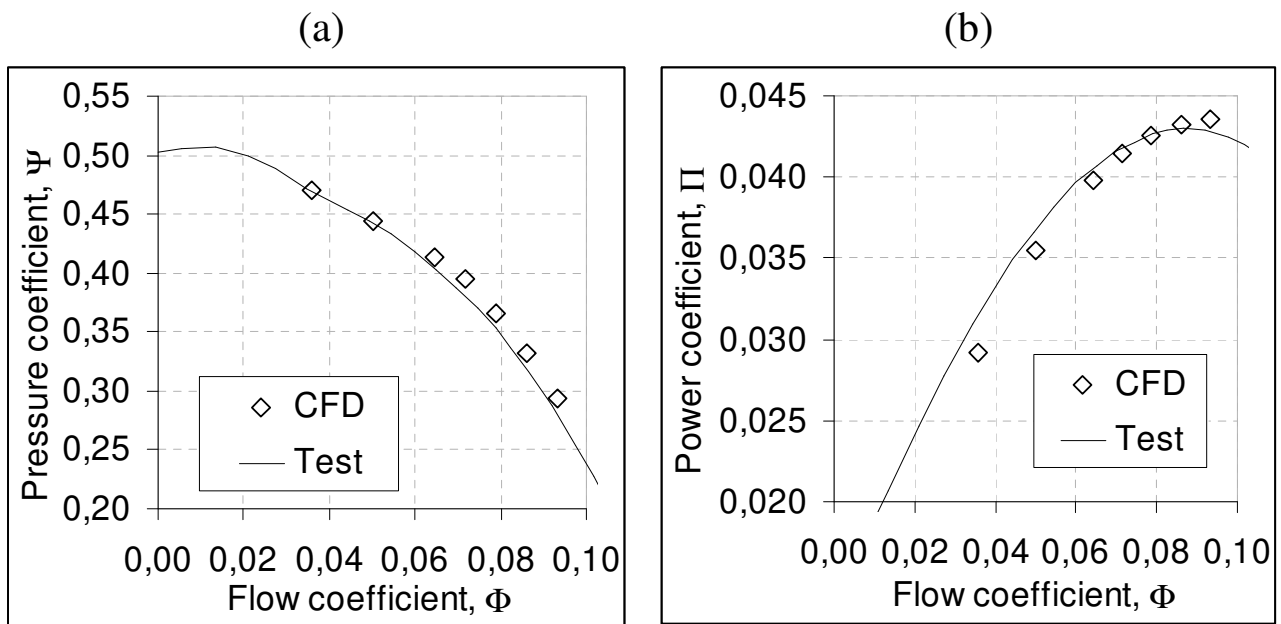 (a)
Pressure coefficient, Ψ
0,55
0,50
0,45
0,40
0,35
0,30
0,25
0,20
CFD
Test
0,00 0,02 0,04 0,06 0,08 0,10
Flow coefficient, Φ
(b)
Power coefficient, Π
0,045
0,040
0,035
0,030
0,025
0,020
CFD
Test
0,00 0,02 0,04 0,06 0,08 0,10
Flow coefficient, Φ